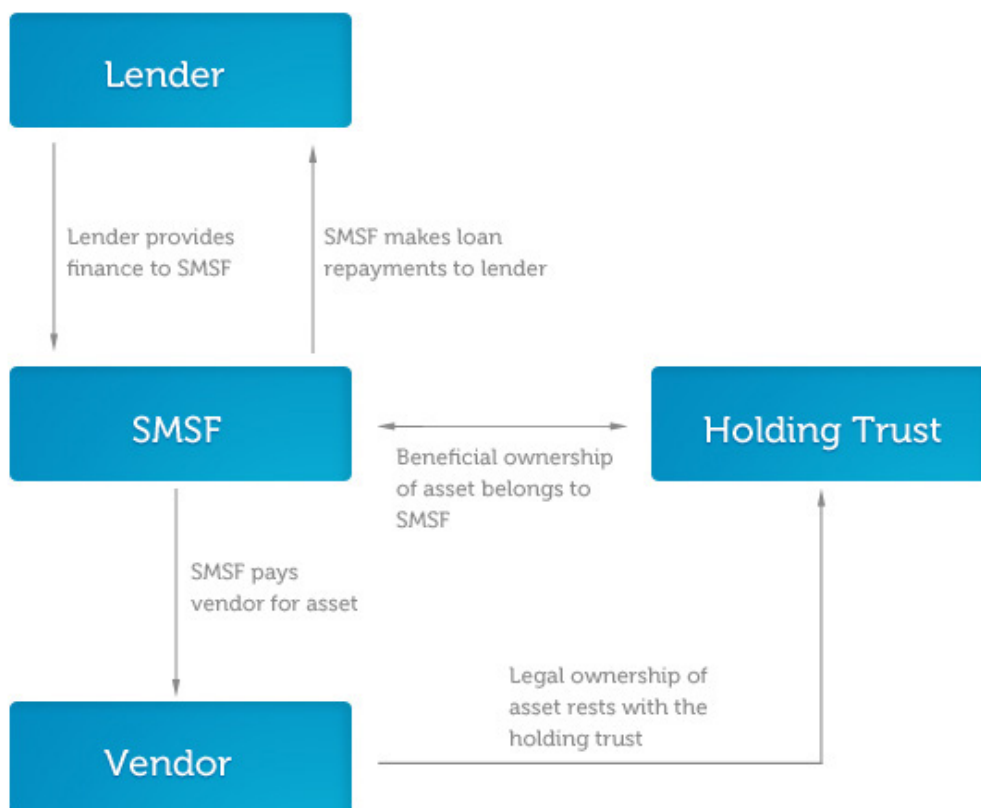 Lender
Lender provides
finance to SMSF
SMSF makes loan
repayments to lender
SMSF
Holding Trust
Beneficial ownership
of asset belongs to
SMSF
SMSF pays
vendor for asset
Legal ownership of
asset rests with the
holding trust
Vendor